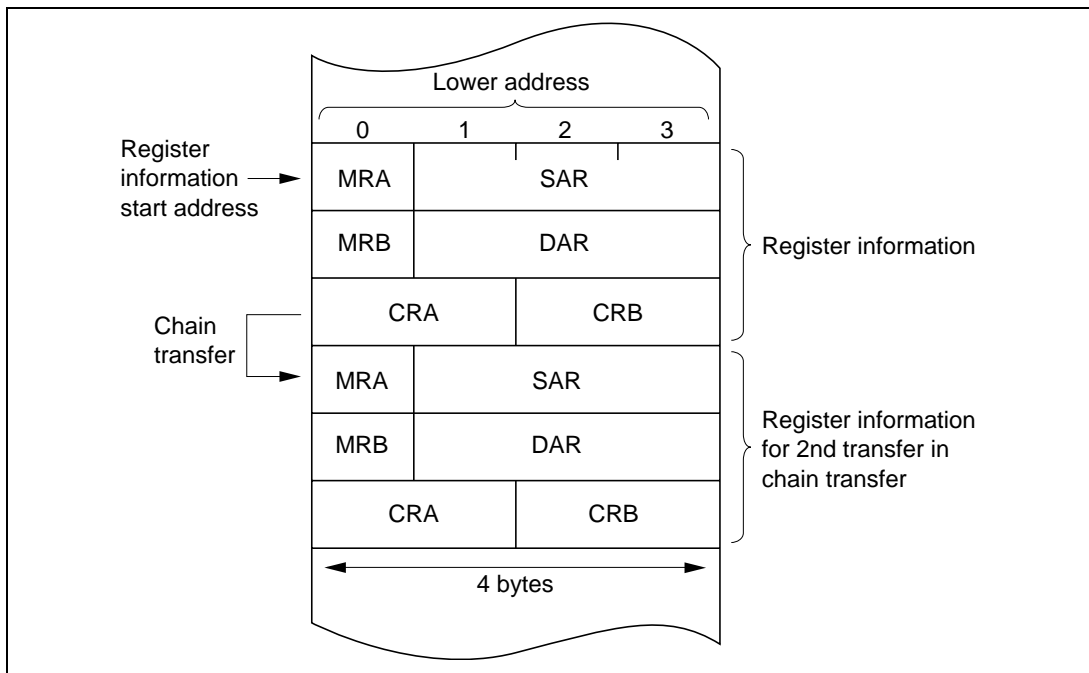 Lower address
0 1 2 3
Register
information
start address
MRA SAR
MRB DAR
Register information
CRA CRB
Chain
transfer
MRA SAR
MRB DAR
Register information
for 2nd transfer in
chain transfer
CRA CRB
4 bytes